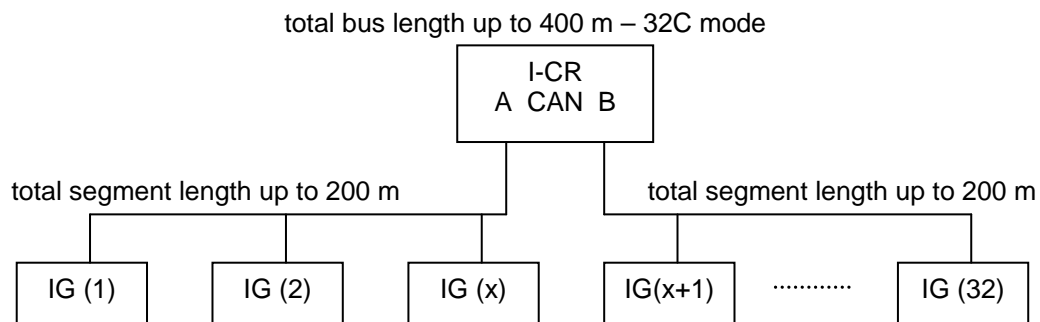 total bus length up to 400 m – 32C mode
I-CR
A CAN B
total segment length up to 200 m
total segment length up to 200 m
IG (1)
IG (2)
IG (x)
IG(x+1)
............
IG (32)